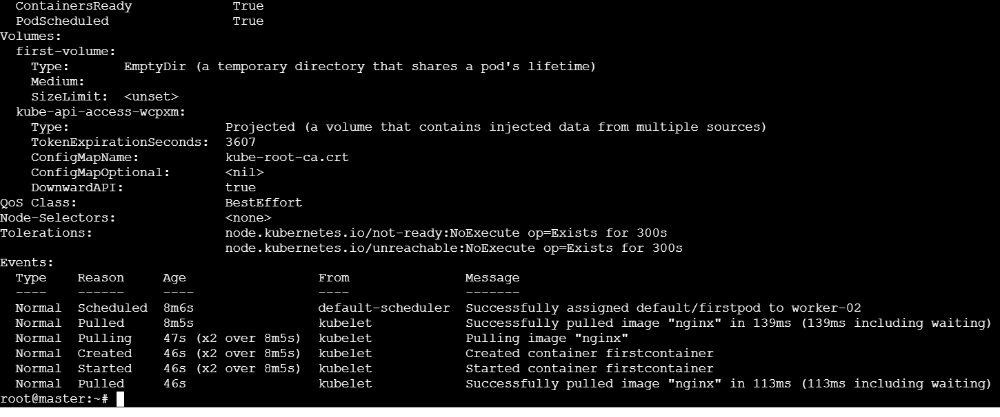 ContainersReady             True
  PodScheduled                True
Volumes:
  first-volume:
    Type:       EmptyDir (a temporary directory that shares a pod's lifetime)
    Medium:
    SizeLimit:  <unset>
  kube-api-access-wcpxm:
    Type:                    Projected (a volume that contains injected data from multiple sources)
    TokenExpirationSeconds:  3607
    ConfigMapName:           kube-root-ca.crt
    ConfigMapOptional:       <nil>
    DownwardAPI:             true
QoS Class:                   BestEffort
Node-Selectors:              <none>
Tolerations:                 node.kubernetes.io/not-ready:NoExecute op=Exists for 300s
                             node.kubernetes.io/unreachable:NoExecute op=Exists for 300s
Events:
  Type    Reason     Age                  From               Message
  ----    ------     ----                 ----               -------
  Normal  Scheduled  8m6s                 default-scheduler  Successfully assigned default/firstpod to worker-02
  Normal  Pulled     8m5s                 kubelet            Successfully pulled image "nginx" in 139ms (139ms including waiting)
  Normal  Pulling    47s (x2 over 8m5s)   kubelet            Pulling image "nginx"
  Normal  Created    46s (x2 over 8m5s)   kubelet            Created container firstcontainer
  Normal  Started    46s (x2 over 8m5s)   kubelet            Started container firstcontainer
  Normal  Pulled     46s                  kubelet            Successfully pulled image "nginx" in 113ms (113ms including waiting)
root@master:~#